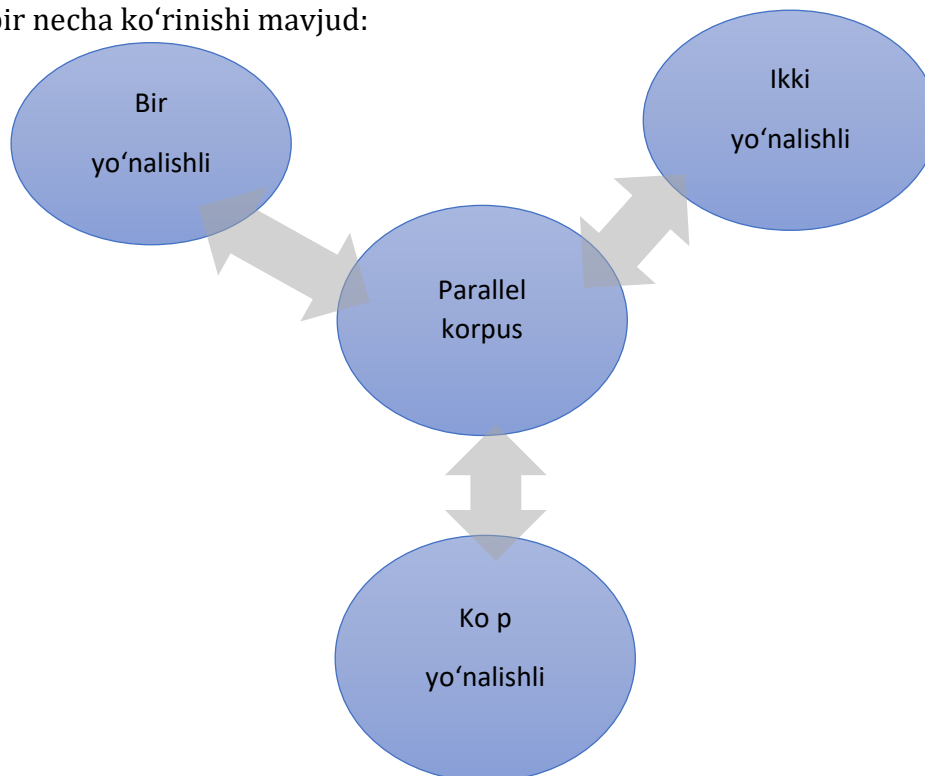 bir necha ko‘rinishi mavjud:
Bir
yo‘nalishli
Ikki
yo‘nalishli
Parallel
korpus
Ko p
yo‘nalishli